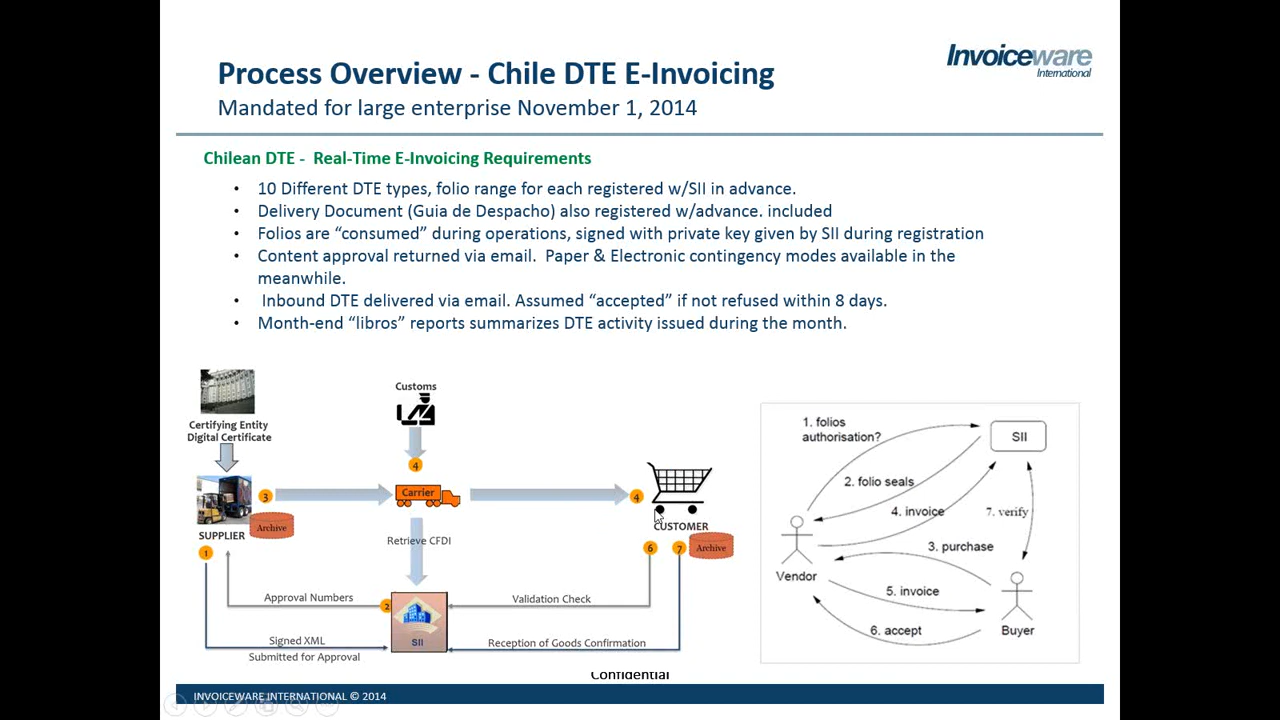 Process Overview - Chile DTE E-Invoicing
Mandated for large enterprise November 1, 2014
Invoiceware
International
Chilean DTE - Real-Time E-Invoicing Requirements
• 10 Different DTE types, folio range for each registered w/SII in advance.
• Delivery Document (Guia de Despacho) also registered w/advance. included
• Folios are “consumed” during operations, signed with private key given by SII during registration
• Content approval returned via email. Paper & Electronic contingency modes available in the
meanwhile.
• Inbound DTE delivered via email. Assumed “accepted” if not refused within 8 days.
• Month-end “libros” reports summarizes DTE activity issued during the month.
Certifying Entity
Digital Certificate
Customs
4
3
Carrier
4
Archive
SUPPLIER
CUSTOMER
Archive
1
Retrieve CFDI
6
7
Approval Numbers
2
Validation Check
Signed XML
SII
Reception of Goods Confirmation
Submitted for Approval
1. folios
authorisation?
SII
2. folio seals
4. invoice
7. verify
3. purchase
Vendor
5. invoice
6. accept
Buyer
Confidential
INVOICEWARE INTERNATIONAL © 2014